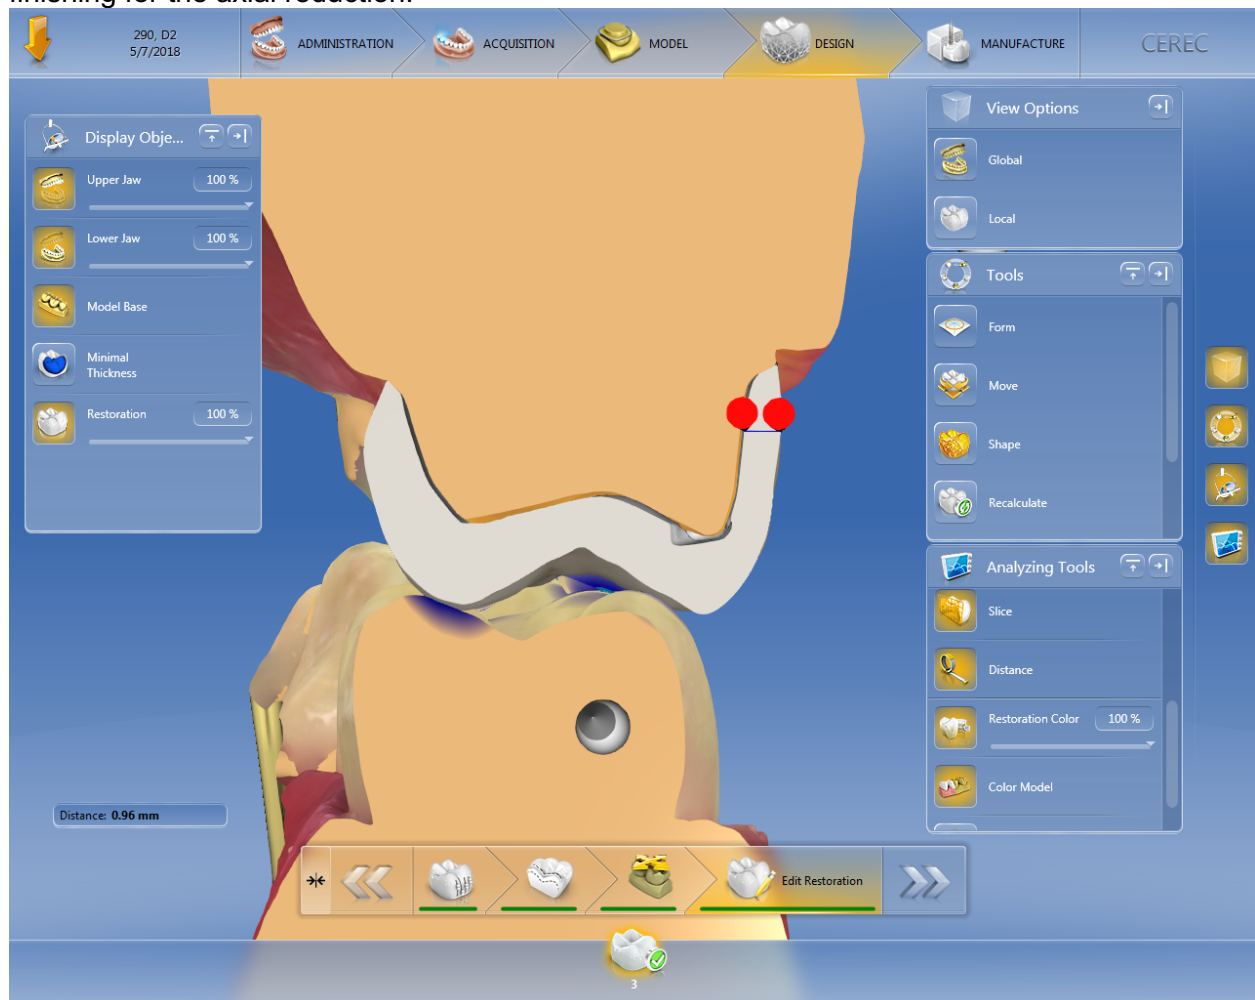 finishing for the axial reduction.
290, D2
5/7/2018
ADMINISTRATION
ACQUISITION
MODEL
DESIGN
MANUFACTURE
CEREC
Display Obje...
Upper Jaw 100 %
Lower Jaw 100 %
Model Base
Minimal
Thickness
Restoration 100 %
View Options
Global
Local
Tools
Form
Move
Shape
Recalculate
Analyzing Tools
Slice
Distance
Restoration Color 100 %
Color Model
Distance: 0.96 mm
Edit Restoration
3